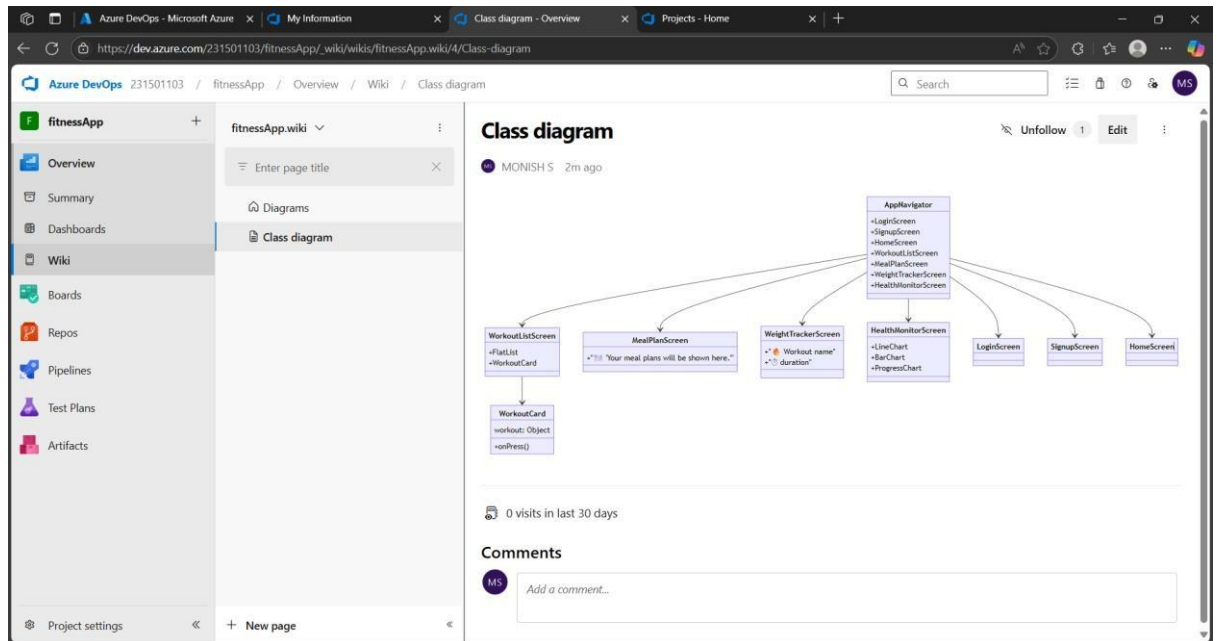 Azure DevOps - Microsoft Azure
My Information
Class diagram - Overview
Projects - Home
https://dev.azure.com/231501103/fitnessApp/_wiki/wikis/fitnessApp.wiki/4/Class-diagram
Azure DevOps 231501103 / fitnessApp / Overview / Wiki / Class diagram
Search
MS
F fitnessApp
Overview
Summary
Dashboards
Wiki
Boards
Repos
Pipelines
Test Plans
Artifacts
Project settings
fitnessApp.wiki
Enter page title
Diagrams
Class diagram
+ New page
Class diagram
Unfollow 1
Edit
MS MONISH S 2m ago
AppNavigator
+LoginScreen
+SignupScreen
+HomeScreen
+WorkoutListScreen
+MealPlanScreen
+WeightTrackerScreen
+HealthMonitorScreen
WorkoutListScreen
+FlatList
+WorkoutCard
MealPlanScreen
+"🍽 Your meal plans will be shown here."
WeightTrackerScreen
+"🔥 Workout name"
+"⏱ duration"
HealthMonitorScreen
+LineChart
+BarChart
+ProgressChart
LoginScreen
SignupScreen
HomeScreen
WorkoutCard
workout: Object
+onPress()
0 visits in last 30 days
Comments
MS
Add a comment...